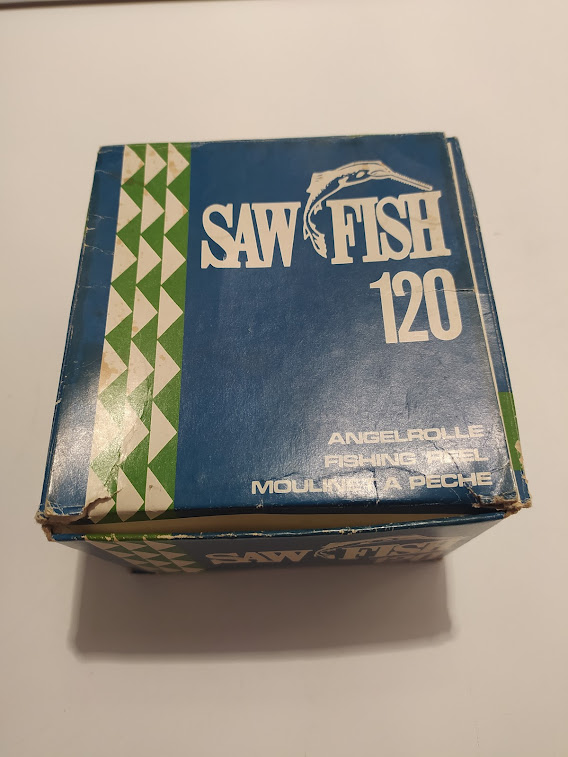 SAW FISH
120
ANGELROLLE
FISHING REEL
MOULINET A PECHE
SAW FISH